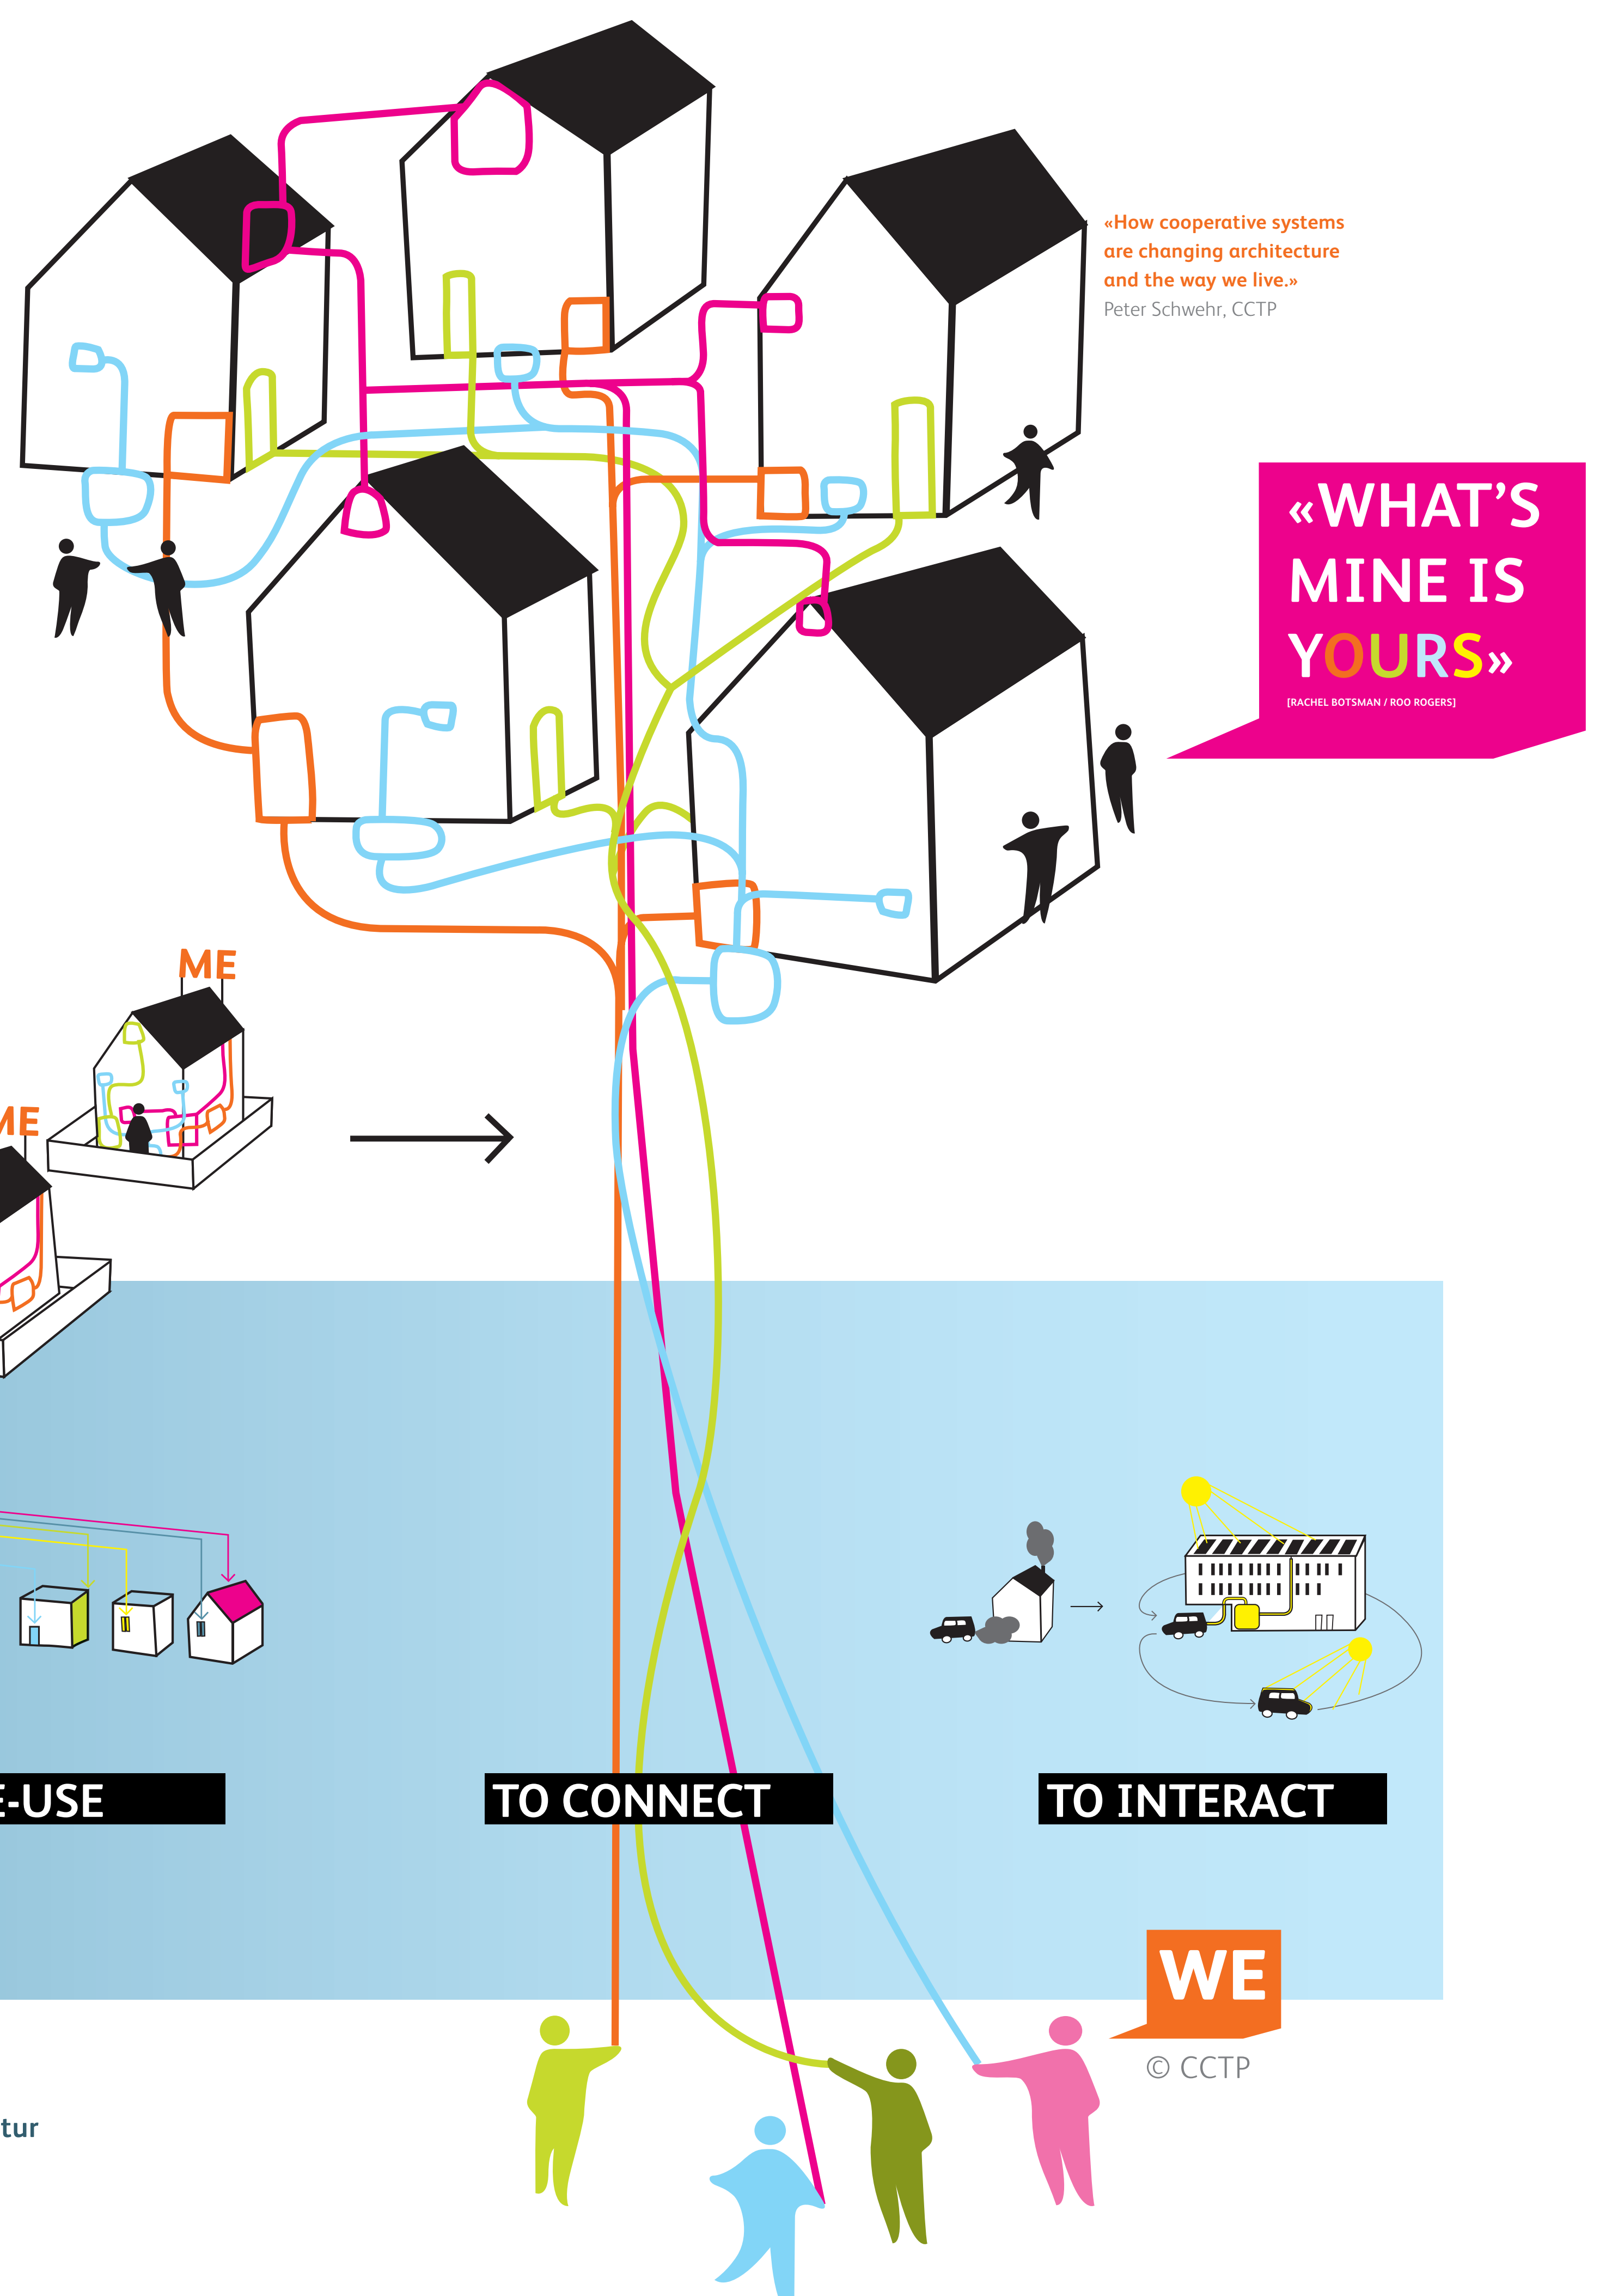 «How cooperative systems
are changing architecture
and the way we live.»
Peter Schwehr, CCTP
«WHAT’S
MINE IS
YOURS»
[RACHEL BOTSMAN / ROO ROGERS]
ME
ME
E-USE
TO CONNECT
TO INTERACT
WE
© CCTP
tur